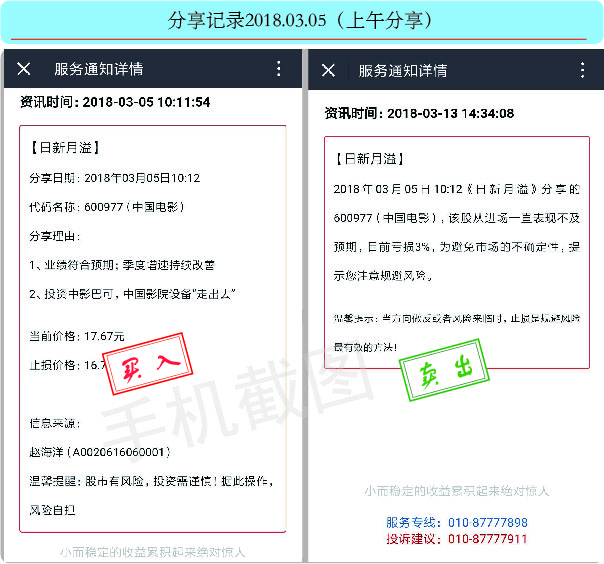 分享记录2018.03.05（上午分享）
服务通知详情
资讯时间：2018-03-05 10:11:54
【日新月溢】
分享日期：2018年03月05日10:12
代码名称：600977（中国电影）
分享理由：
1、业绩符合预期；季度增速持续改善
2、投资中影巴可，中国影院设备“走出去”
当前价格：17.67元
止损价格：16.7
买入
信息来源：
赵海洋（A0020616060001）
温馨提醒：股市有风险，投资需谨慎！据此操作，
风险自担
小而稳定的收益累积起来绝对惊人
服务通知详情
资讯时间：2018-03-13 14:34:08
【日新月溢】
2018年03月05日10:12《日新月溢》分享的
600977（中国电影），该股从进场一直表现不及
预期，目前亏损3%，为避免市场的不确定性，提
示您注意规避风险。
温馨提示：当方向做反或者风险来临时，止损是规避风险
最有效的方法！
卖出
小而稳定的收益累积起来绝对惊人
服务专线：010-87777898
投诉建议：010-87777911
手机截图